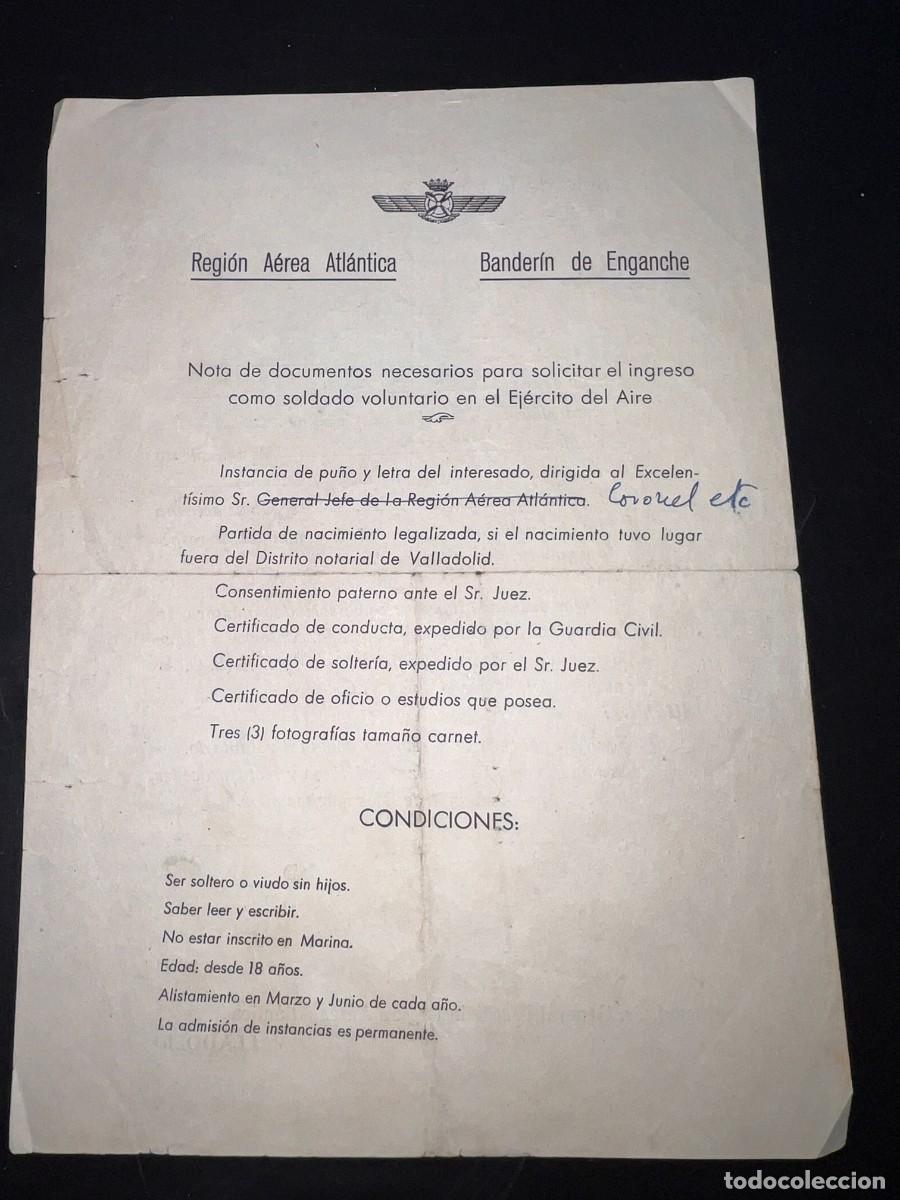 Región Aérea Atlántica Banderín de Enganche
Nota de documentos necesarios para solicitar el ingreso
como soldado voluntario en el Ejército del Aire
Instancia de puño y letra del interesado, dirigida al Excelen-
tísimo Sr. General Jefe de la Región Aérea Atlántica. Coronel etc
Partida de nacimiento legalizada, si el nacimiento tuvo lugar
fuera del Distrito notarial de Valladolid.
Consentimiento paterno ante el Sr. Juez.
Certificado de conducta, expedido por la Guardia Civil.
Certificado de soltería, expedido por el Sr. Juez.
Certificado de oficio o estudios que posea.
Tres (3) fotografías tamaño carnet.
CONDICIONES:
Ser soltero o viudo sin hijos.
Saber leer y escribir.
No estar inscrito en Marina.
Edad: desde 18 años.
Alistamiento en Marzo y Junio de cada año.
La admisión de instancias es permanente.
todocoleccion